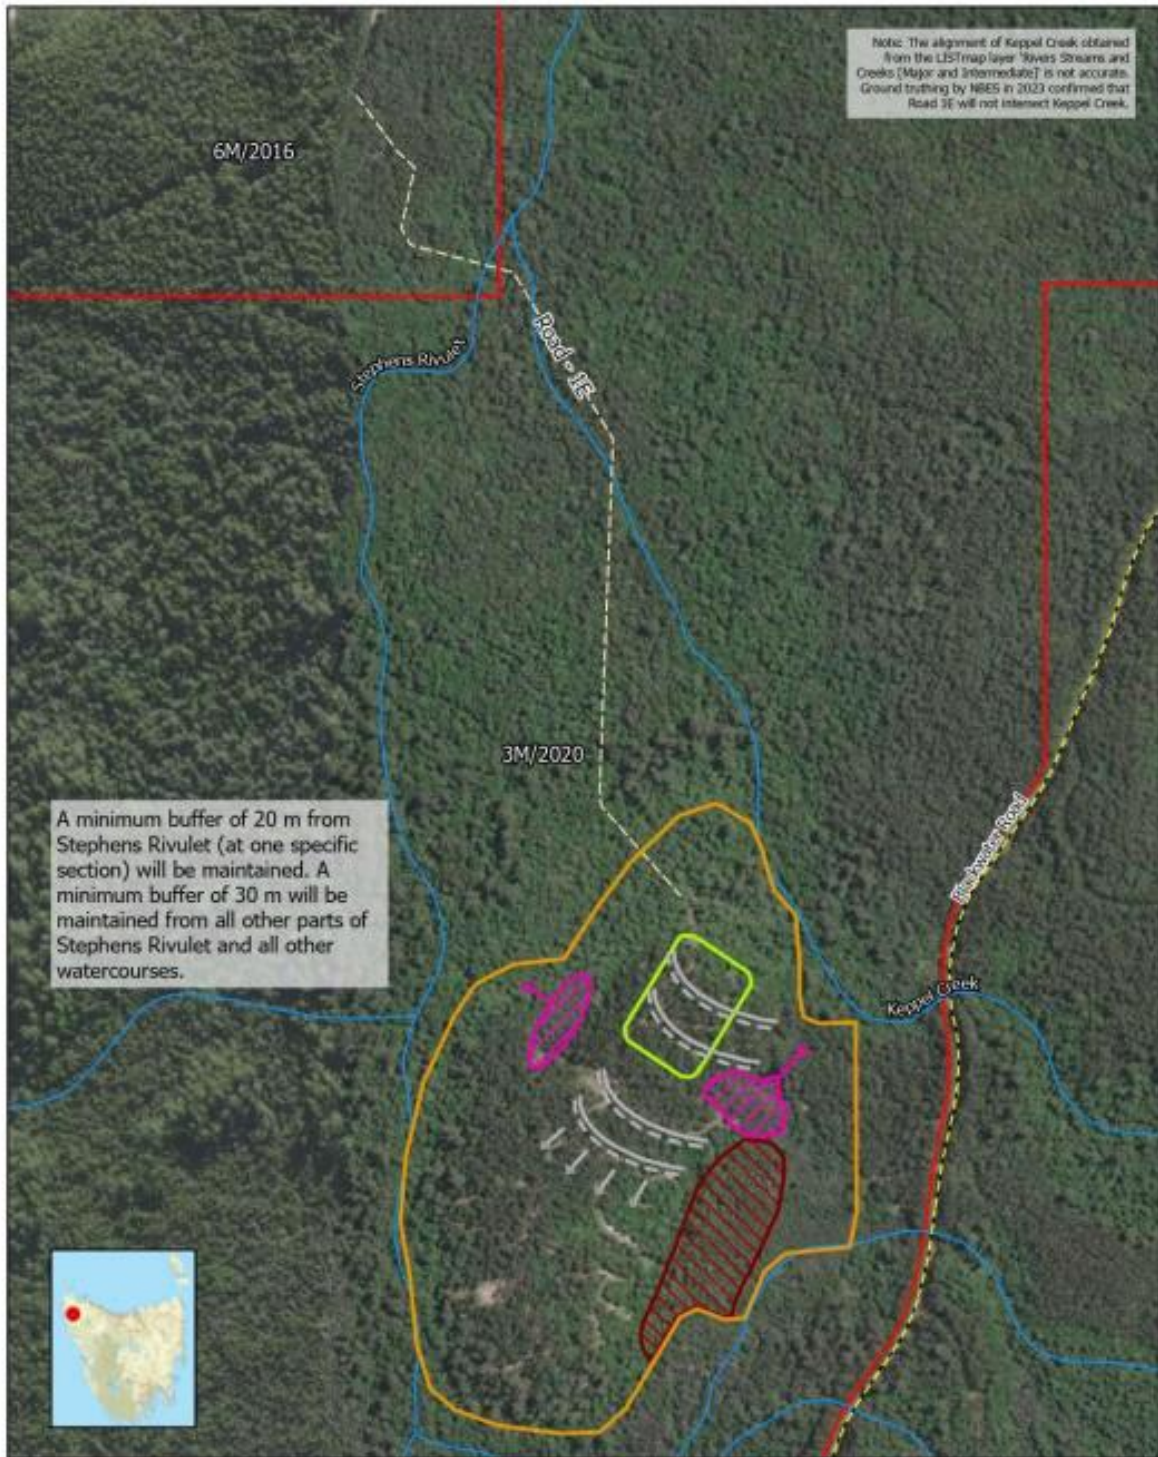 Note: The alignment of Keppel Creek obtained
from the LISTmap layer 'Rivers Streams and
Creeks [Major and Intermediate]' is not accurate.
Ground truthing by NBES in 2023 confirmed that
Road 1E will not intersect Keppel Creek.
6M/2016
Road - 1E
Stephens Rivulet
3M/2020
A minimum buffer of 20 m from
Stephens Rivulet (at one specific
section) will be maintained. A
minimum buffer of 30 m will be
maintained from all other parts of
Stephens Rivulet and all other
watercourses.
Blackwater Road
Keppel Creek